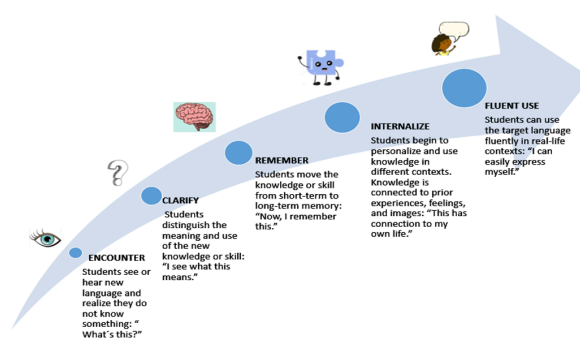 ENCOUNTER
Students see or
hear new
language and
realize they do
not know
something: “
What´s this?”
CLARIFY
Students
distinguish the
meaning and use
of the new
knowledge or skill:
“I see what this
means.”
REMEMBER
Students move the
knowledge or skill
from short-term to
long-term memory:
“Now, I remember
this.”
INTERNALIZE
Students begin to
personalize and use
knowledge in
different contexts.
Knowledge is
connected to prior
experiences, feelings,
and images: “This has
connection to my
own life.”
FLUENT USE
Students can use
the target language
fluently in real-life
contexts: “I can
easily express
myself.”